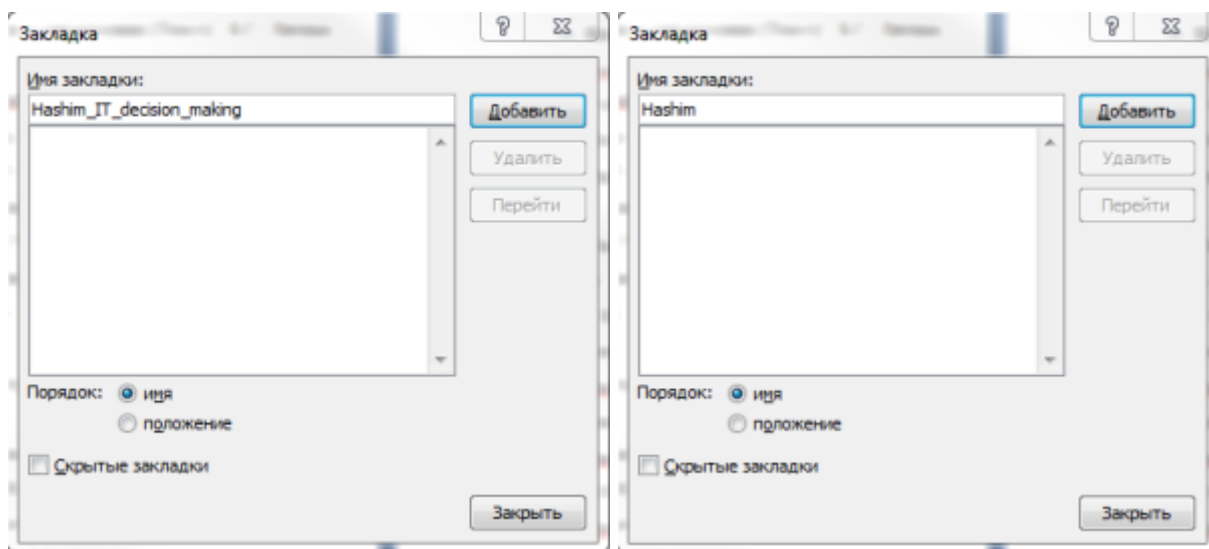 Закладка
Имя закладки:
Hashim_IT_decision_making
Добавить
Удалить
Перейти
Порядок:
имя
положение
Скрытые закладки
Закрыть
Закладка
Имя закладки:
Hashim
Добавить
Удалить
Перейти
Порядок:
имя
положение
Скрытые закладки
Закрыть